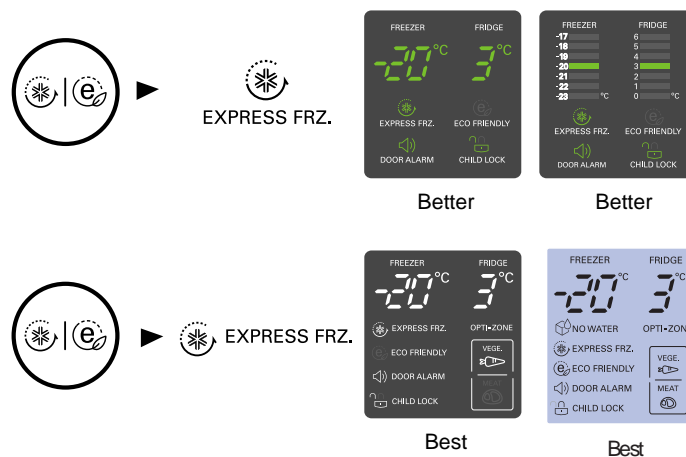 FREEZER FRIDGE
-20°C 3°C
EXPRESS FRZ. ECO FRIENDLY
DOOR ALARM CHILD LOCK
Better
FREEZER FRIDGE
-17 6
-18 5
-19 4
-20 3
-21 2
-22 1
-23 0 °C °C
EXPRESS FRZ. ECO FRIENDLY
DOOR ALARM CHILD LOCK
Better
e
EXPRESS FRZ.
e
EXPRESS FRZ.
FREEZER FRIDGE
-20°C 3°C
EXPRESS FRZ. OPTI-ZONE
ECO FRIENDLY VEGE.
DOOR ALARM MEAT
CHILD LOCK
Best
FREEZER FRIDGE
-20°C 3°C
NO WATER OPTI-ZON
EXPRESS FRZ. VEGE.
ECO FRIENDLY
DOOR ALARM MEAT
CHILD LOCK
Best